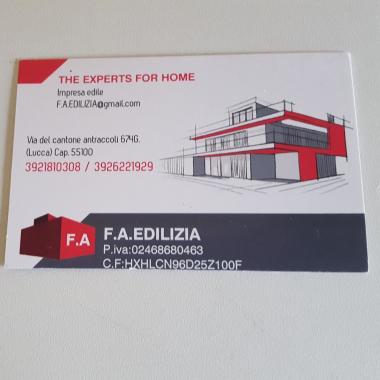 THE EXPERTS FOR HOME
Impresa edile
F.A.EDILIZIA@gmail.com
Via del cantone antraccoli 674G.
(Lucca) Cap. 55100
3921810308 / 3926221929
F.A
F.A.EDILIZIA
P.iva:02468680463
C.F:HXHLCN96D25Z100F